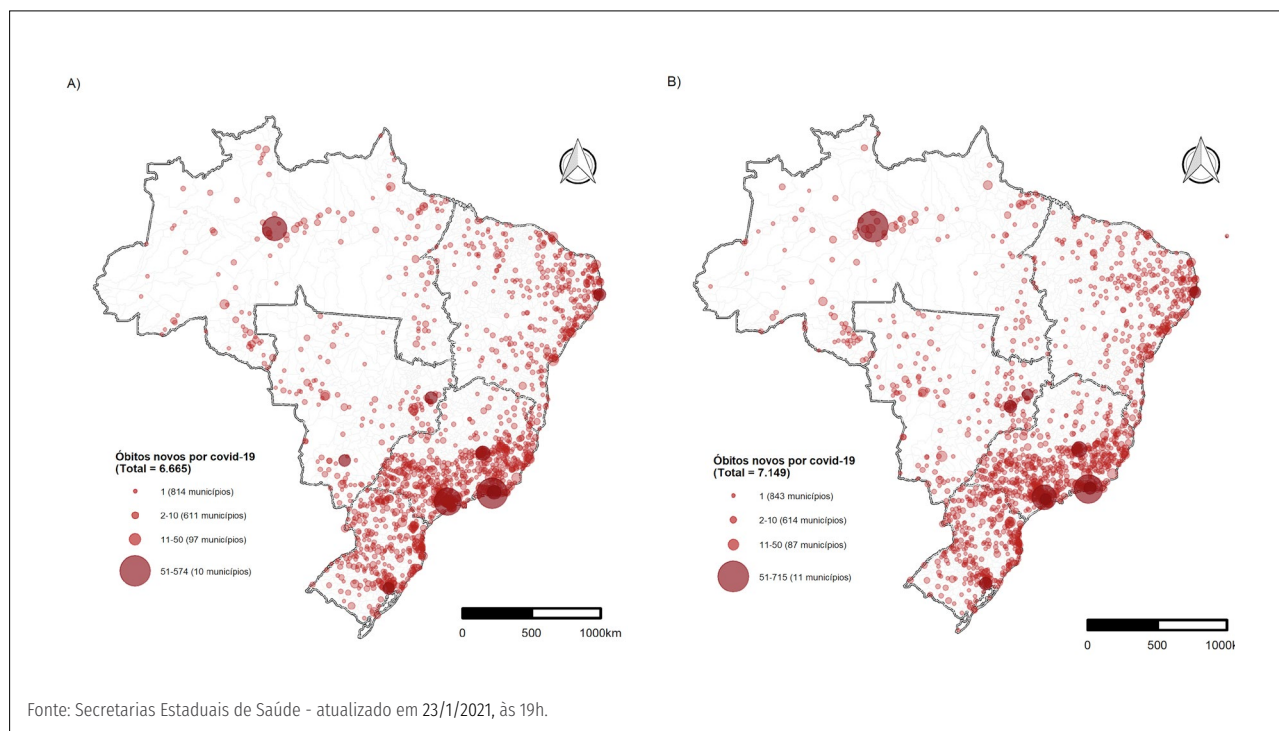 A)
Óbitos novos por covid-19
(Total = 6.665)
1 (814 municípios)
2-10 (611 municípios)
11-50 (97 municípios)
51-574 (10 municípios)
0 500 1000km
B)
Óbitos novos por covid-19
(Total = 7.149)
1 (843 municípios)
2-10 (614 municípios)
11-50 (87 municípios)
51-715 (11 municípios)
0 500 1000k
Fonte: Secretarias Estaduais de Saúde - atualizado em 23/1/2021, às 19h.